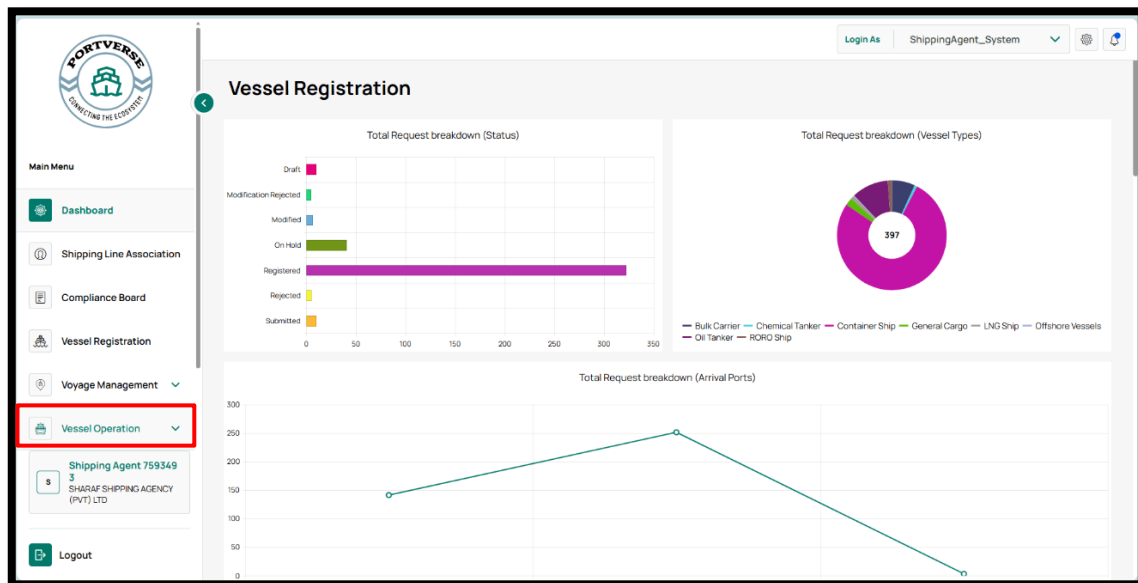 PORTVERSE
CONNECTING THE ECOSYSTEM
Main Menu
Dashboard
Shipping Line Association
Compliance Board
Vessel Registration
Voyage Management
Vessel Operation
S
Shipping Agent 759349
3
SHARAF SHIPPING AGENCY
(PVT) LTD
Logout
Login As ShippingAgent_System
Vessel Registration
Total Request breakdown (Status)
Draft
Modification Rejected
Modified
On Hold
Registered
Rejected
Submitted
0 50 100 150 200 250 300 350
Total Request breakdown (Vessel Types)
397
Bulk Carrier Chemical Tanker Container Ship General Cargo LNG Ship Offshore Vessels
Oil Tanker RORO Ship
Total Request breakdown (Arrival Ports)
300
250
200
150
100
50
0